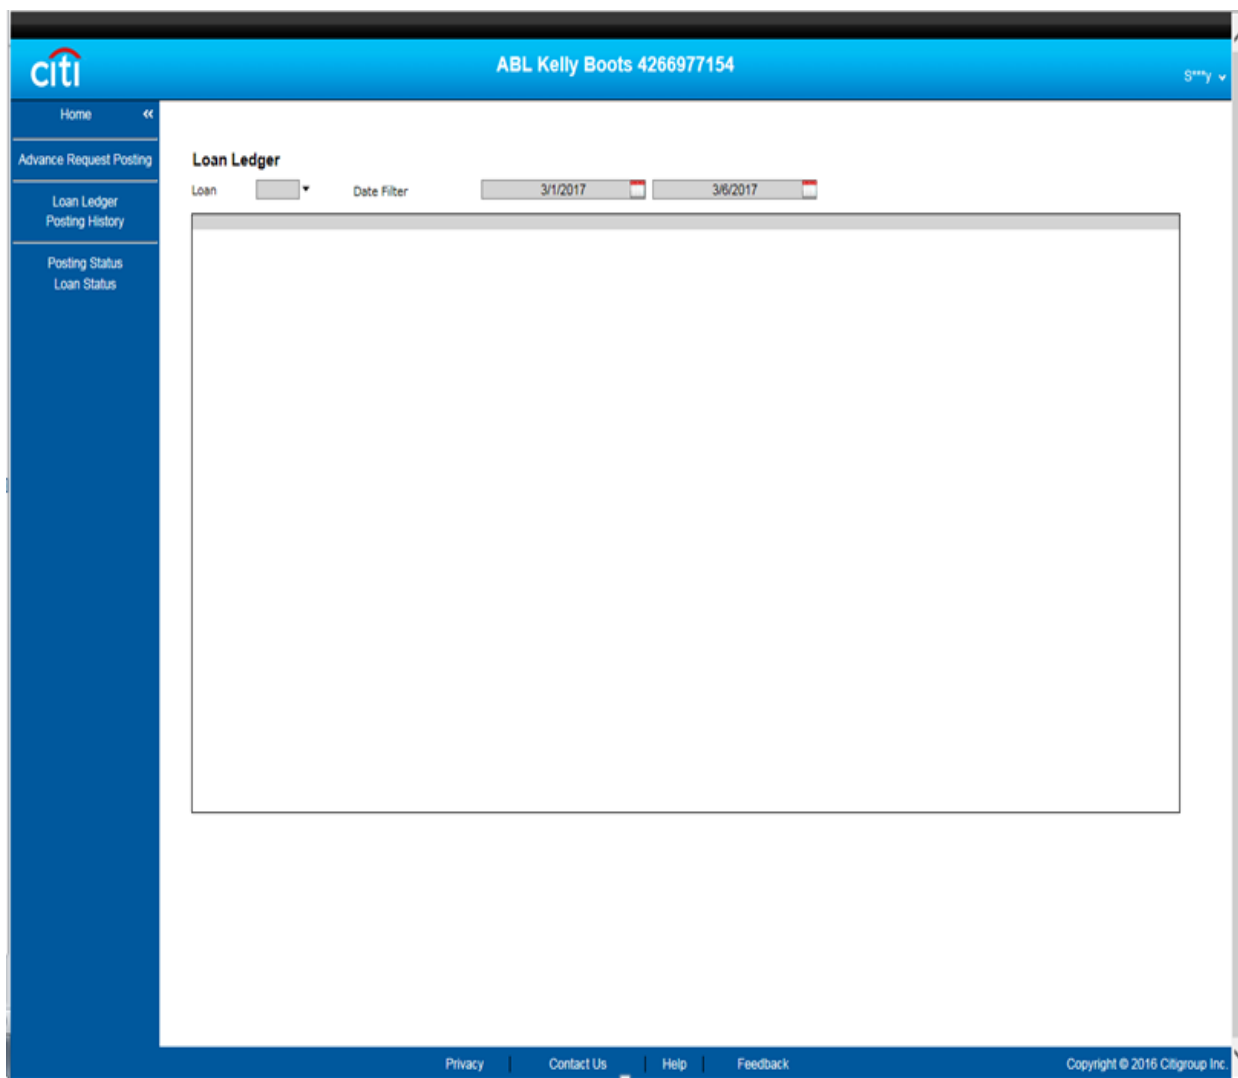 citi
ABL Kelly Boots 4266977154
S***y
Home «
Advance Request Posting
Loan Ledger
Posting History
Posting Status
Loan Status
Loan Ledger
Loan Date Filter 3/1/2017 3/6/2017
Privacy | Contact Us | Help | Feedback
Copyright © 2016 Citigroup Inc.